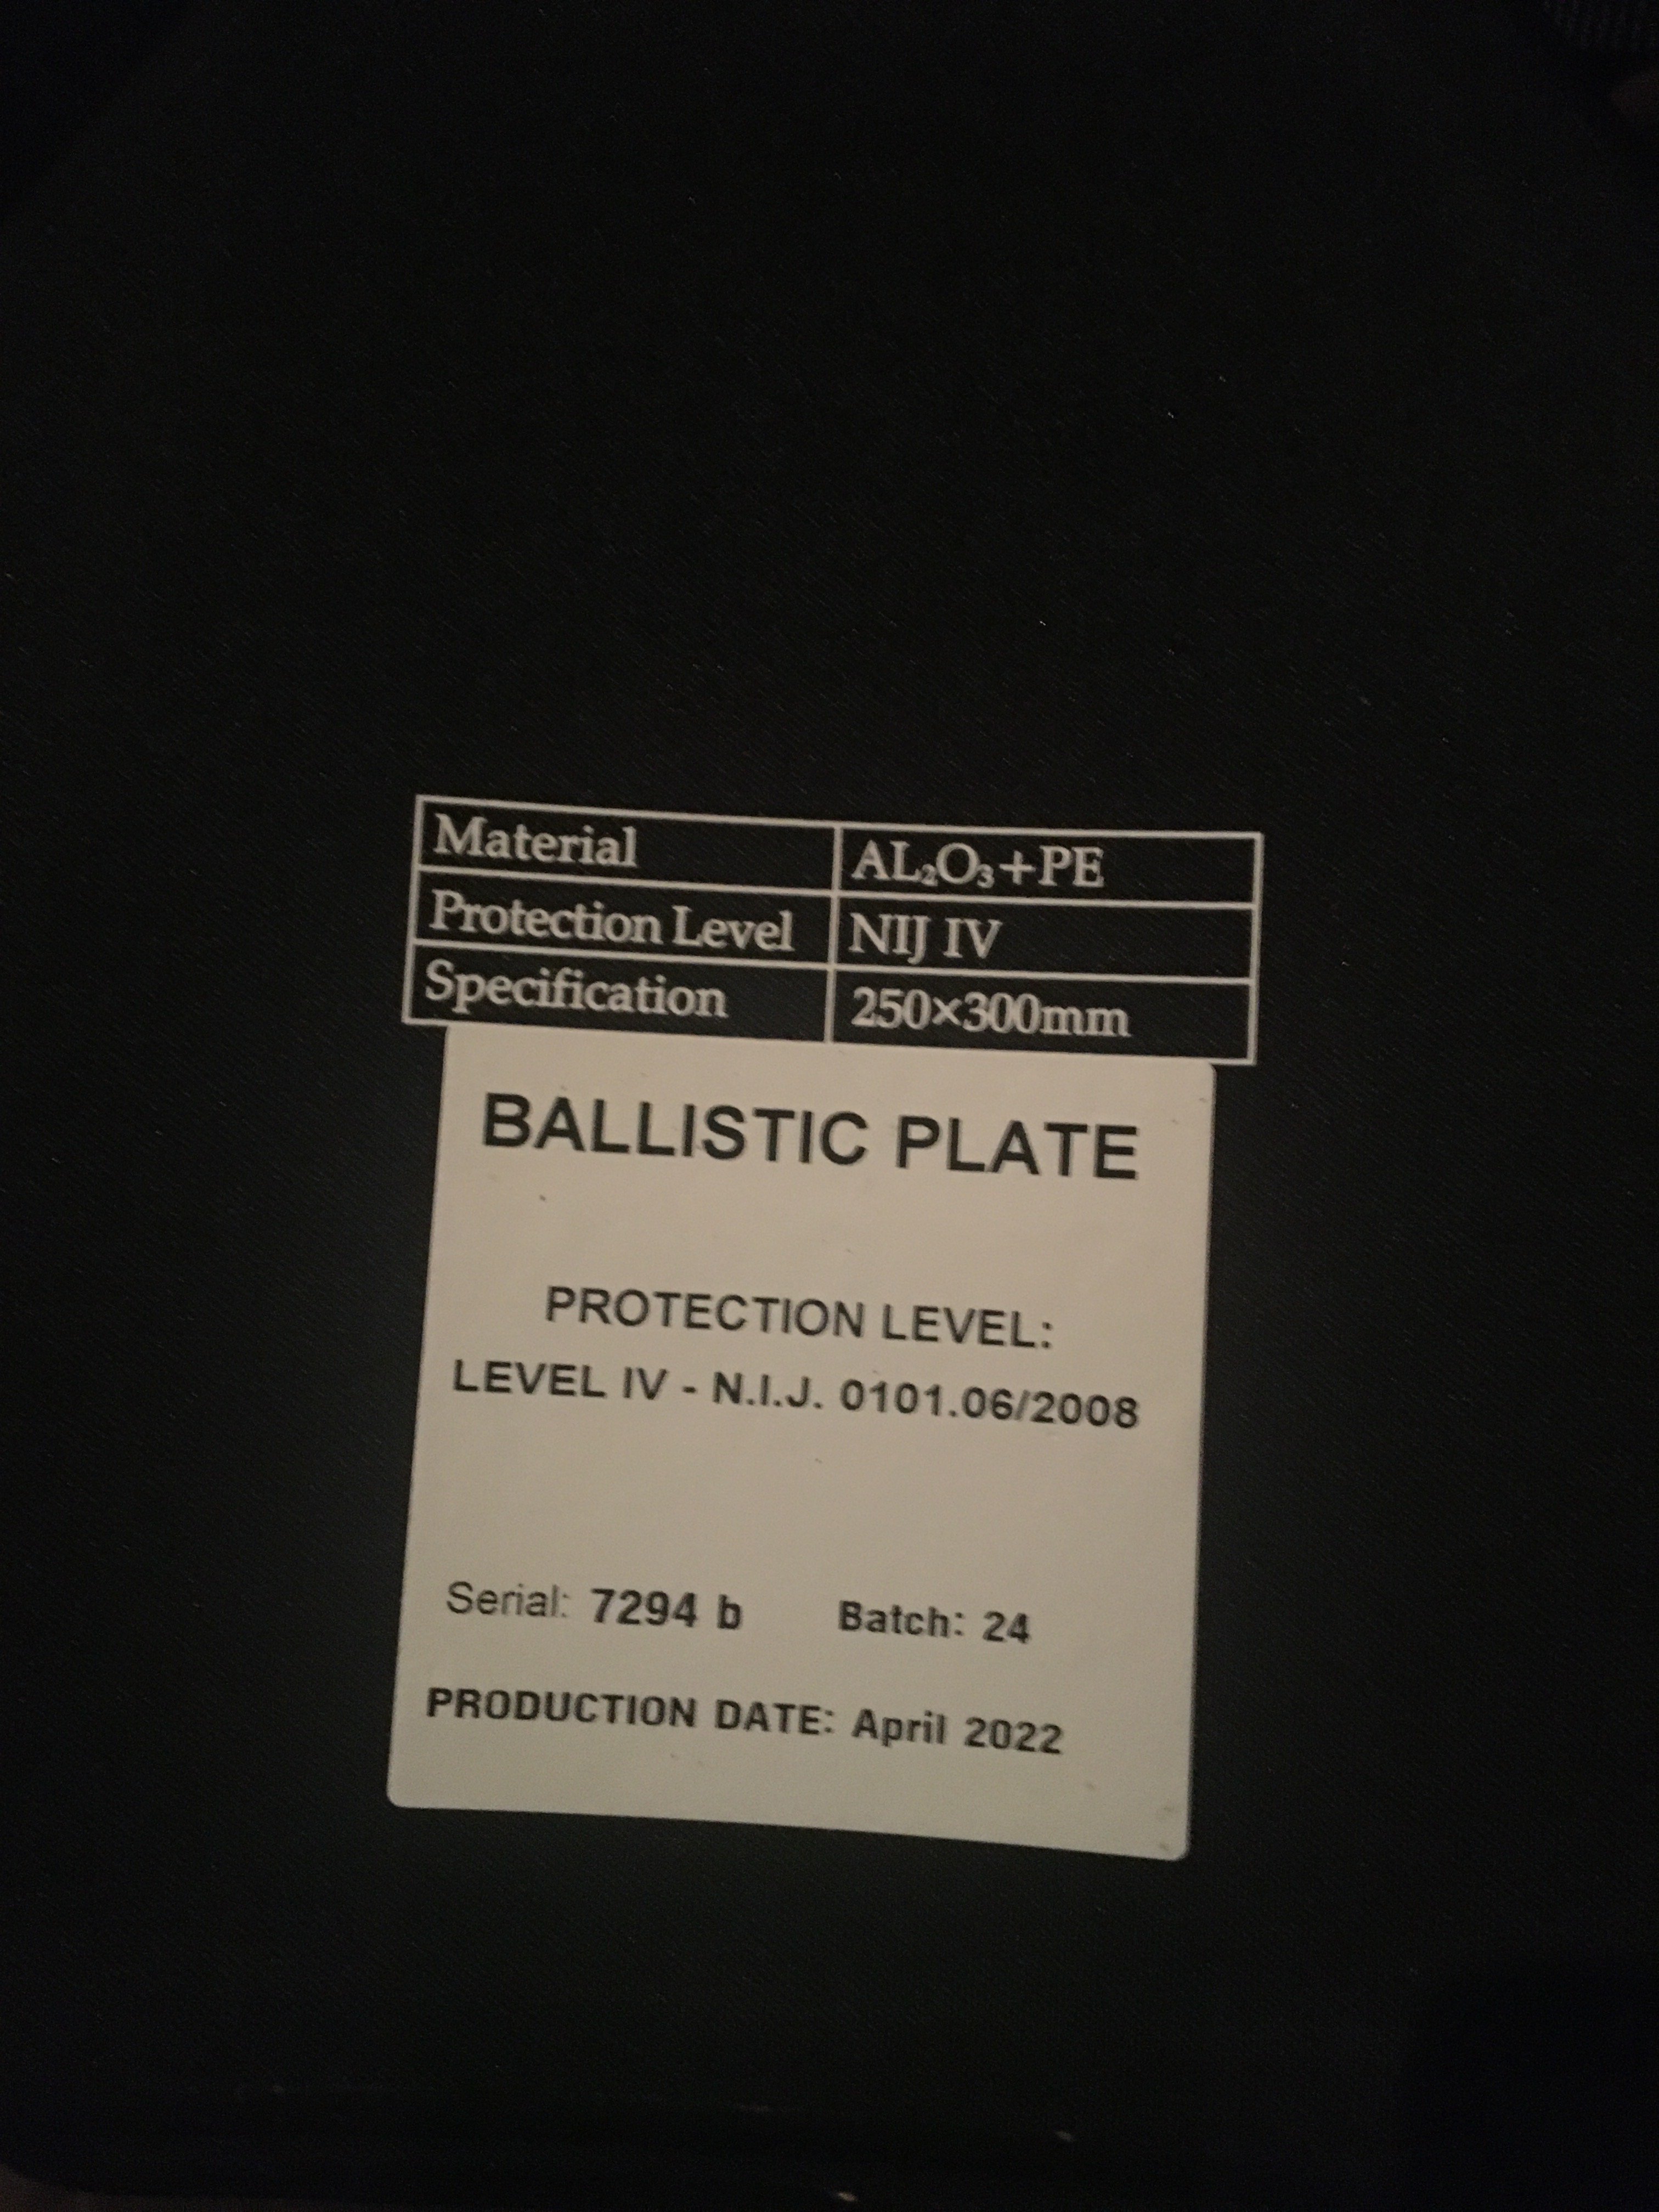 Material AL₂O₃+PE
Protection Level NIJ IV
Specification 250×300mm
BALLISTIC PLATE
PROTECTION LEVEL:
LEVEL IV - N.I.J. 0101.06/2008
Serial: 7294 b Batch: 24
PRODUCTION DATE: April 2022